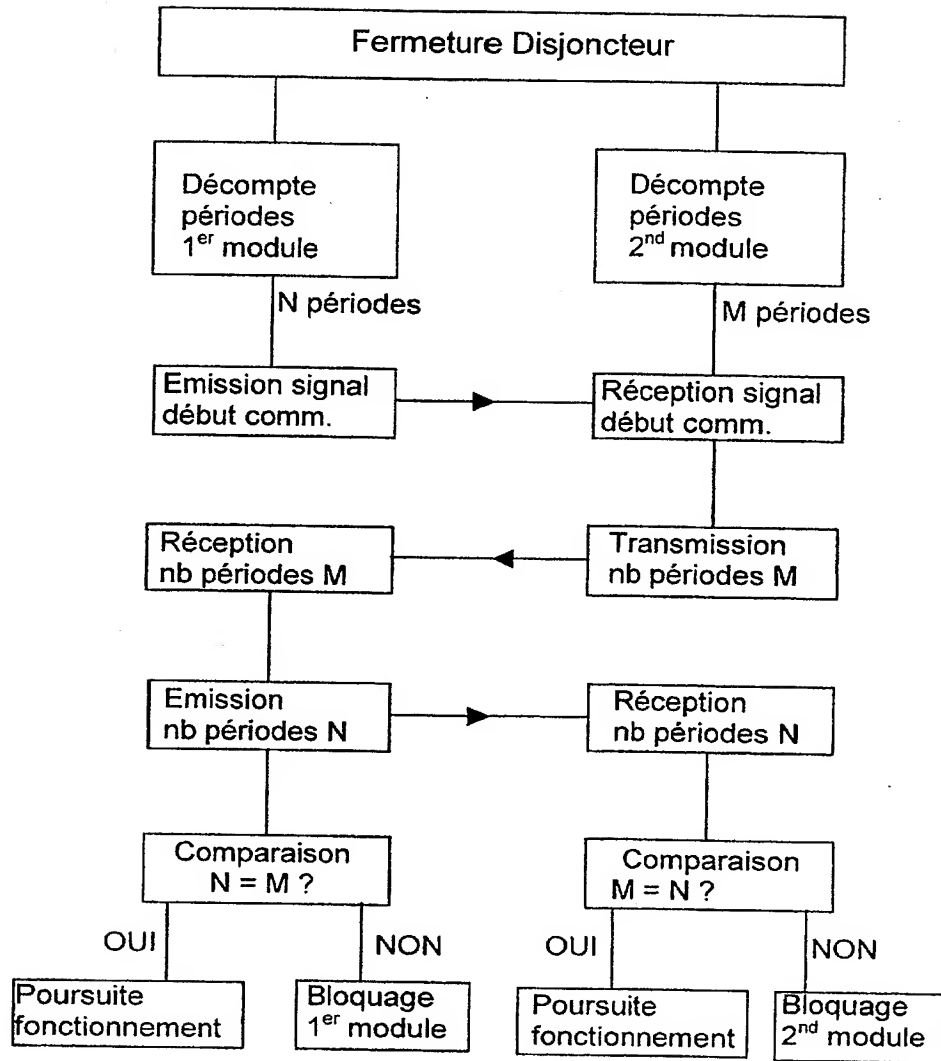 Fermeture Disjoncteur
Décompte
périodes
1er module
Décompte
périodes
2nd module
N périodes
M périodes
Emission signal
début comm.
Réception signal
début comm.
Réception
nb périodes M
Transmission
nb périodes M
Emission
nb périodes N
Réception
nb périodes N
Comparaison
N = M ?
Comparaison
M = N ?
OUI
NON
OUI
NON
Poursuite
fonctionnement
Bloquage
1er module
Poursuite
fonctionnement
Bloquage
2nd module